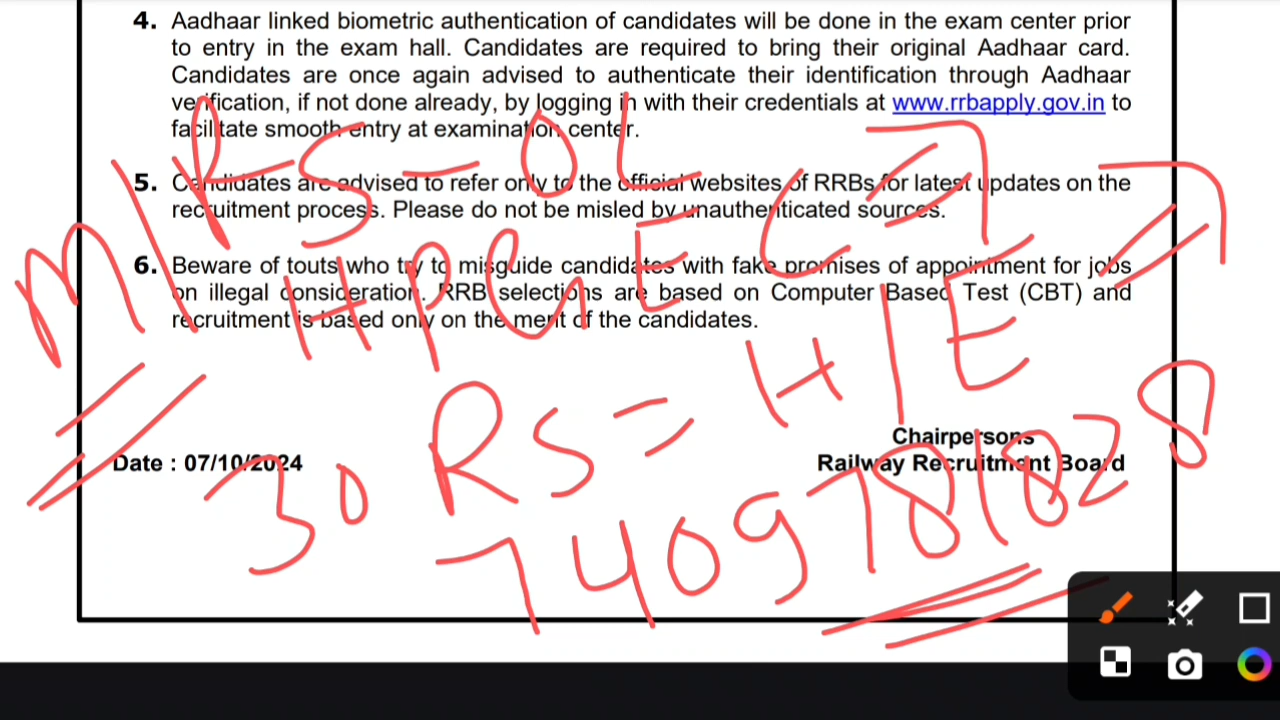 4. Aadhaar linked biometric authentication of candidates will be done in the exam center prior
to entry in the exam hall. Candidates are required to bring their original Aadhaar card.
Candidates are once again advised to authenticate their identification through Aadhaar
verification, if not done already, by logging in with their credentials at www.rrbapply.gov.in to
facilitate smooth entry at examination center.
5. Candidates are advised to refer only to the official websites of RRBs for latest updates on the
recruitment process. Please do not be misled by unauthenticated sources.
6. Beware of touts who try to misguide candidates with fake promises of appointment for jobs
on illegal consideration. RRB selections are based on Computer Based Test (CBT) and
recruitment is based only on the merit of the candidates.
Chairpersons
Date : 07/10/2024 Railway Recruitment Board
RS-02
30 RS = H/E
7409781828